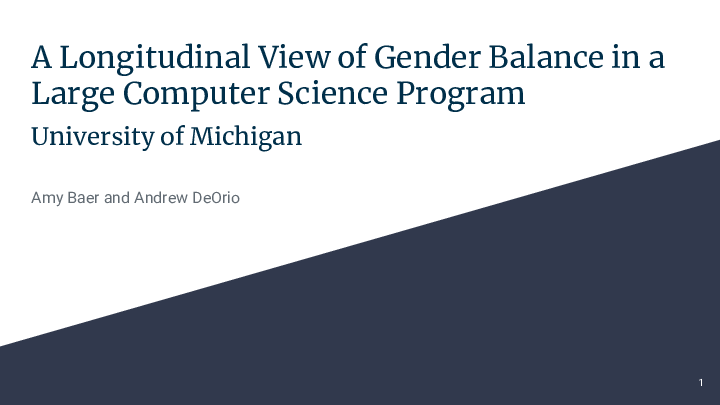 A Longitudinal View of Gender Balance in a
Large Computer Science Program
University of Michigan
Amy Baer and Andrew DeOrio
1